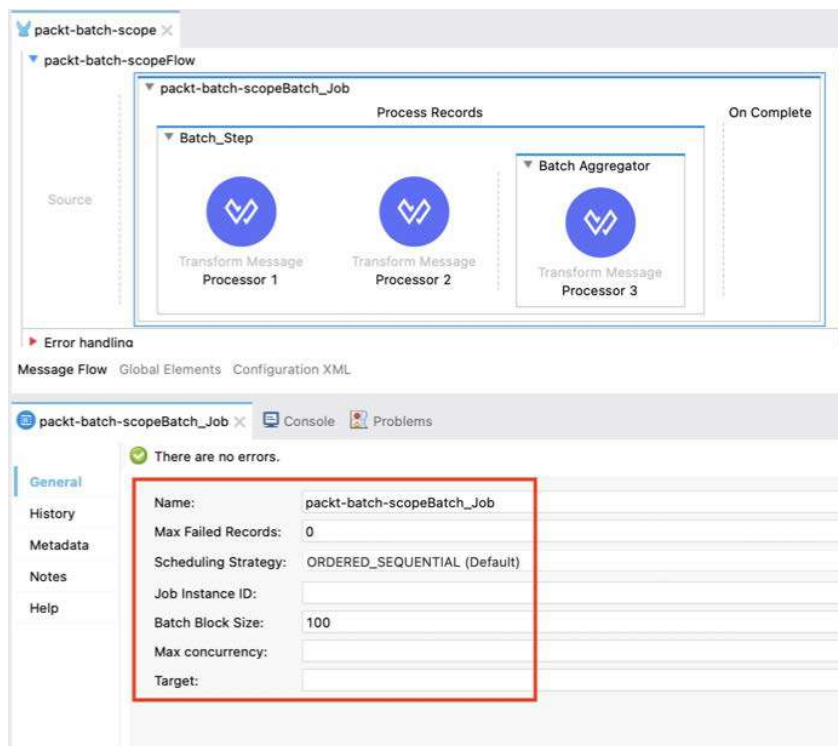 packt-batch-scope
packt-batch-scopeFlow
packt-batch-scopeBatch_Job
Process Records
On Complete
Batch_Step
Batch Aggregator
Source
Transform Message
Processor 1
Transform Message
Processor 2
Transform Message
Processor 3
Error handling
Message Flow Global Elements Configuration XML
packt-batch-scopeBatch_Job Console Problems
There are no errors.
General
History
Metadata
Notes
Help
Name: packt-batch-scopeBatch_Job
Max Failed Records: 0
Scheduling Strategy: ORDERED_SEQUENTIAL (Default)
Job Instance ID:
Batch Block Size: 100
Max concurrency:
Target: